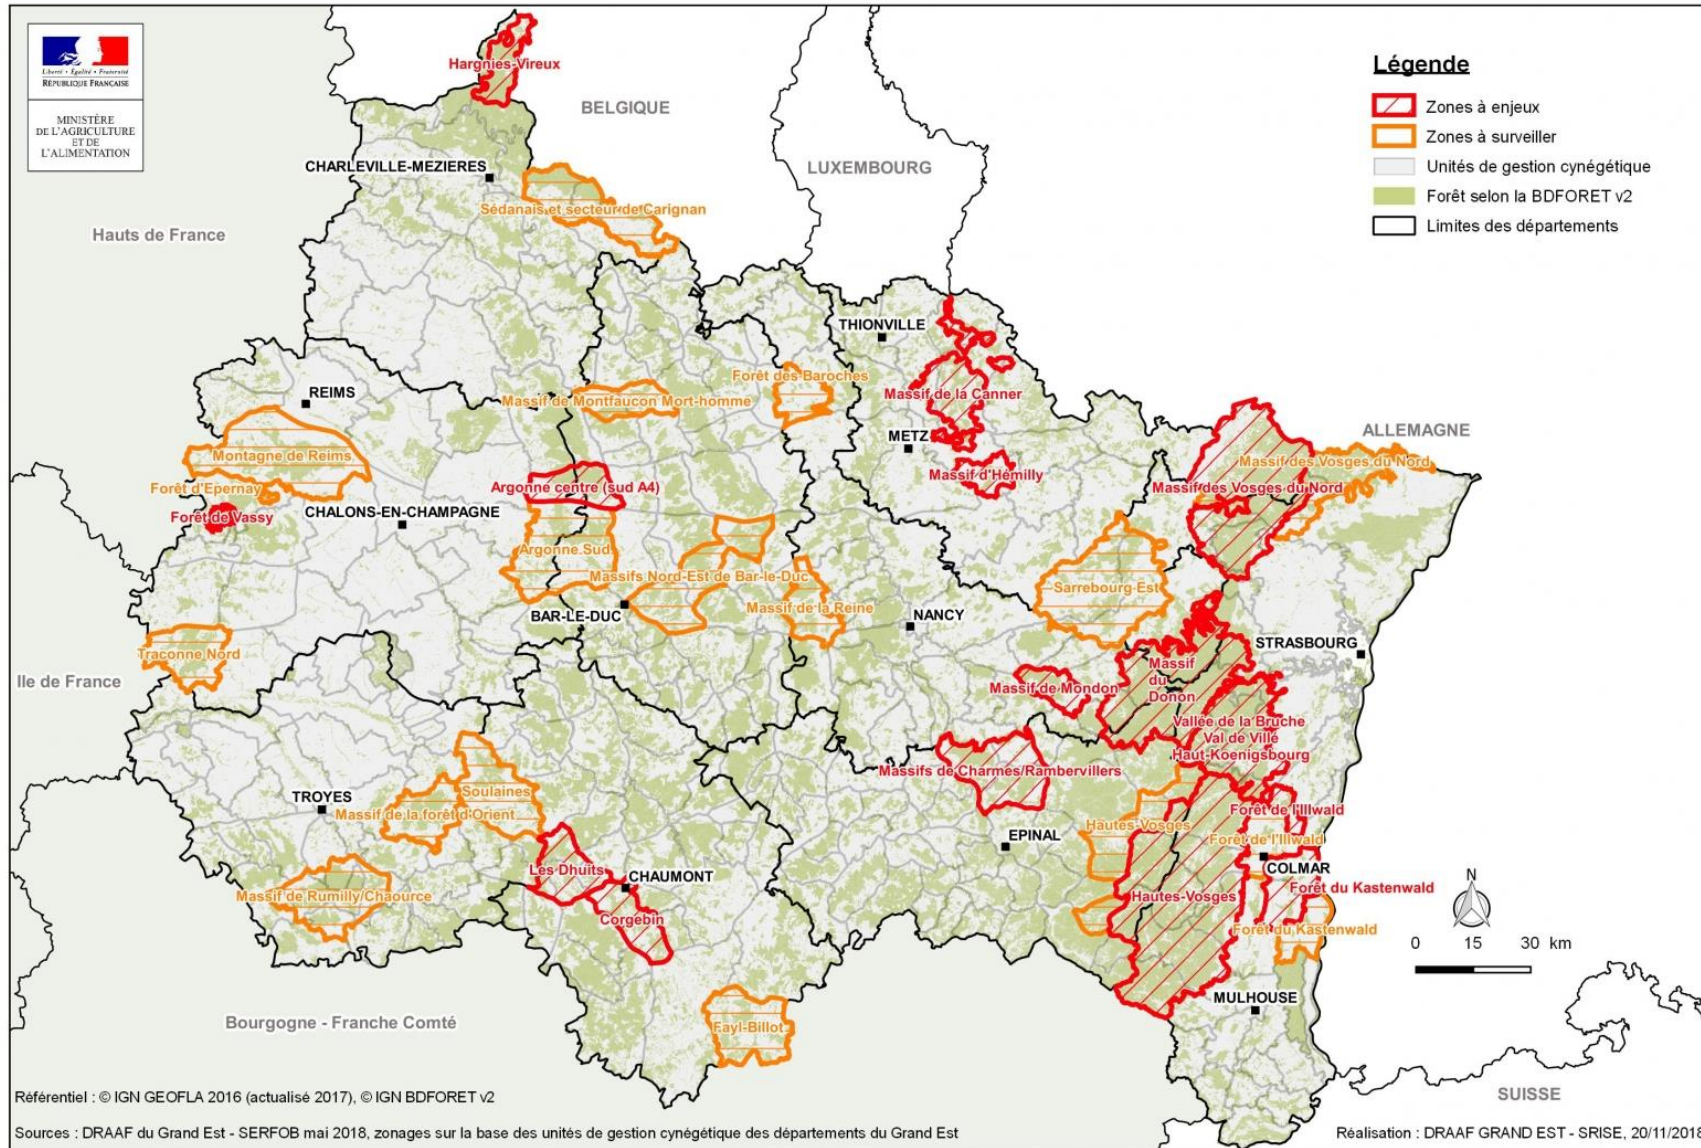 Liberté • Égalité • Fraternité
RÉPUBLIQUE FRANÇAISE
MINISTÈRE
DE L'AGRICULTURE
ET DE
L'ALIMENTATION
Légende
Zones à enjeux
Zones à surveiller
Unités de gestion cynégétique
Forêt selon la BDFORET v2
Limites des départements
Hargnies-Vireux
BELGIQUE
LUXEMBOURG
CHARLEVILLE-MEZIERES
Sédanais et secteur de Carignan
Hauts de France
THIONVILLE
REIMS
Forêt des Baroches
Massif de Montfaucon Mort-homme
Massif de la Canner
METZ
ALLEMAGNE
Montagne de Reims
Massif des Vosges du Nord
Massif d'Hémilly
Forêt d'Epernay
Argonne centre (sud A4)
Massif des Vosges du Nord
Forêt de Vassy
CHALONS-EN-CHAMPAGNE
Argonne Sud
Massifs Nord-Est de Bar-le-Duc
Sarrebourg Est
BAR-LE-DUC
Massif de la Reine
NANCY
STRASBOURG
Traconne Nord
Ile de France
Massif
du
Donon
Massif de Mondon
Vallée de la Bruche
Val de Villé
Haut-Koenigsbourg
Massifs de Charmes/Rambervillers
Soulaines
TROYES
Massif de la forêt d'Orient
Forêt de l'Illwald
Hautes-Vosges
EPINAL
Forêt de l'Illwald
COLMAR
Les Dhuits
CHAUMONT
Massif de Rumilly/Chaource
Hautes-Vosges
Forêt du Kastenwald
Corgebin
Forêt du Kastenwald
N
0 15 30 km
MULHOUSE
Bourgogne - Franche Comté
Fayl-Billot
SUISSE
Référentiel : © IGN GEOFLA 2016 (actualisé 2017), © IGN BDFORET v2
Sources : DRAAF du Grand Est - SERFOB mai 2018, zonages sur la base des unités de gestion cynégétique des départements du Grand Est
Réalisation : DRAAF GRAND EST - SRISE, 20/11/2018